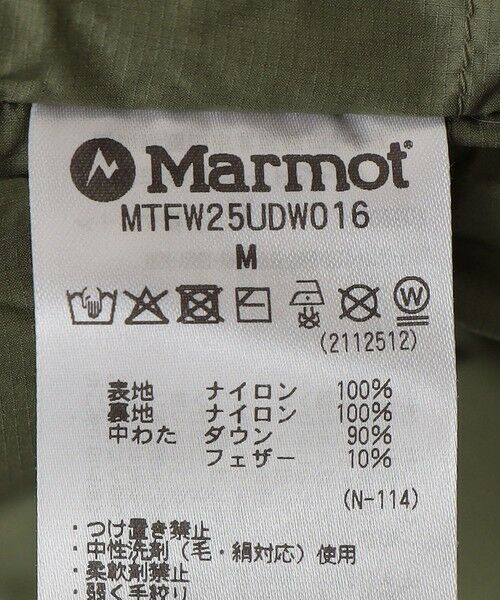 Marmot®
MTFW25UDW016
M
W
(2112512)
表地 ナイロン 100%
裏地 ナイロン 100%
中わた ダウン 90%
フェザー 10%
(N-114)
・つけ置き禁止
・中性洗剤（毛・絹対応）使用
・柔軟剤禁止
・弱く手絞り